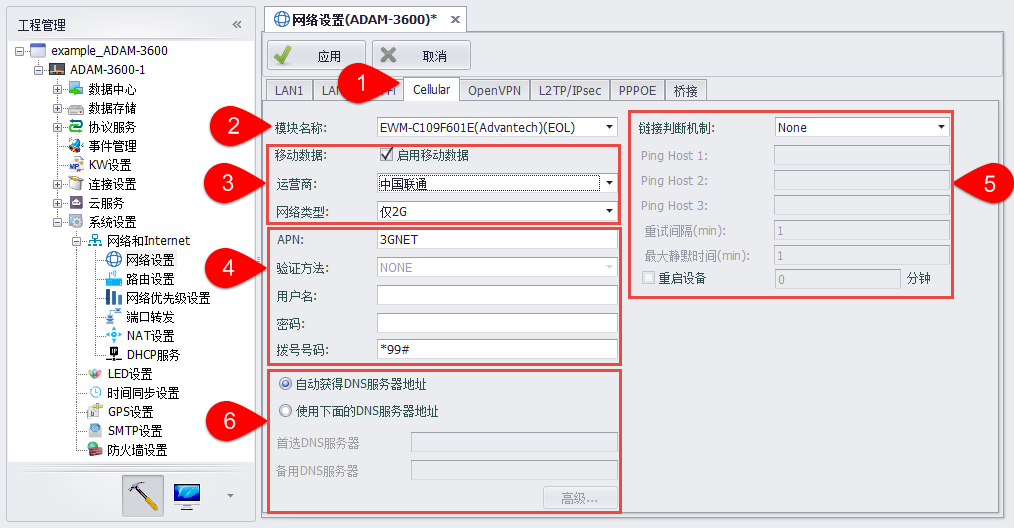 工程管理
example_ADAM-3600
ADAM-3600-1
数据中心
数据存储
协议服务
事件管理
KW设置
连接设置
云服务
系统设置
网络和Internet
网络设置
路由设置
网络优先级设置
端口转发
NAT设置
DHCP服务
LED设置
时间同步设置
GPS设置
SMTP设置
防火墙设置
网络设置(ADAM-3600)*
应用 取消
LAN1 Cellular OpenVPN L2TP/IPsec PPPOE 桥接
1
2
模块名称: EWM-C109F601E(Advantech)(EOL)
3
移动数据: 启用移动数据
运营商: 中国联通
网络类型: 仅2G
4
APN: 3GNET
验证方法: NONE
用户名:
密码:
拨号号码: *99#
6
自动获得DNS服务器地址
使用下面的DNS服务器地址
首选DNS服务器
备用DNS服务器
高级...
5
链接判断机制: None
Ping Host 1:
Ping Host 2:
Ping Host 3:
重试间隔(min): 1
最大静默时间(min): 1
重启设备 0 分钟